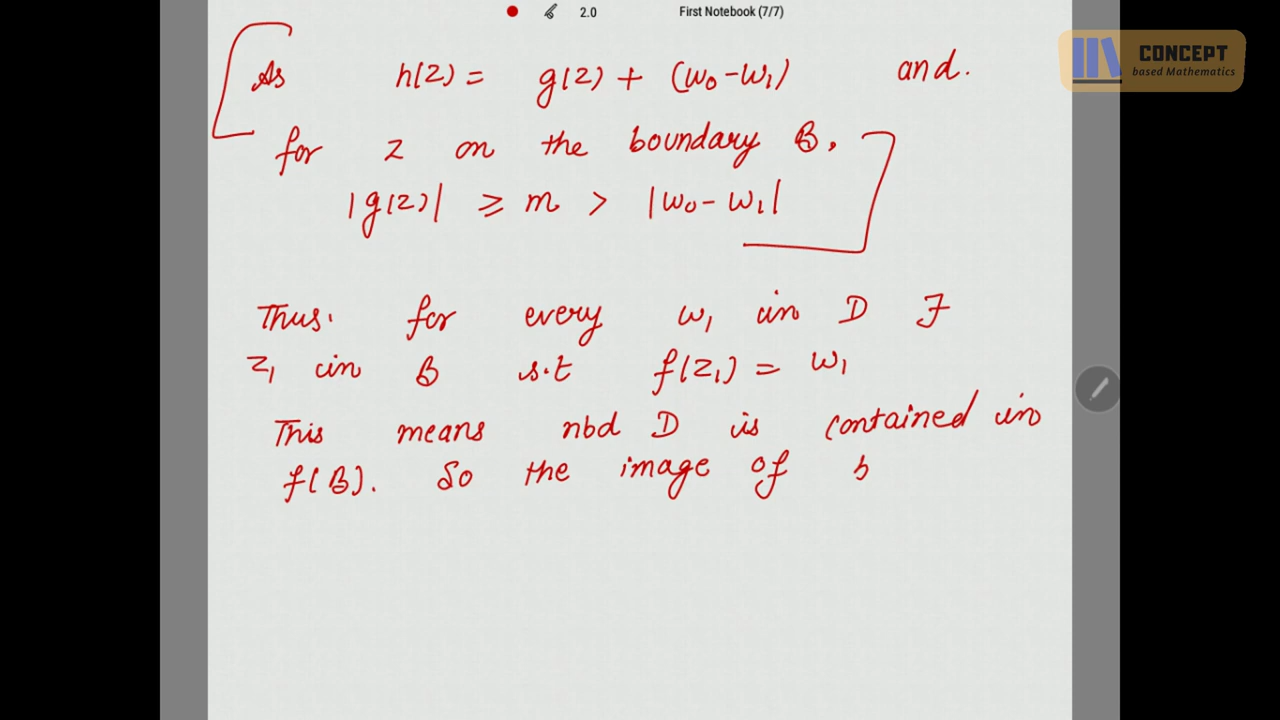 2.0 First Notebook (7/7)
CONCEPT
based Mathematics
As h(z) = g(z) + (w₀-w₁) and.
for z on the boundary B,
|g(z)| ≥ m > |w₀-w₁|
Thus. for every w₁ in D ∃
z₁ in B s.t f(z₁) = w₁
This means nbd D is contained in
f(B). So the image of b